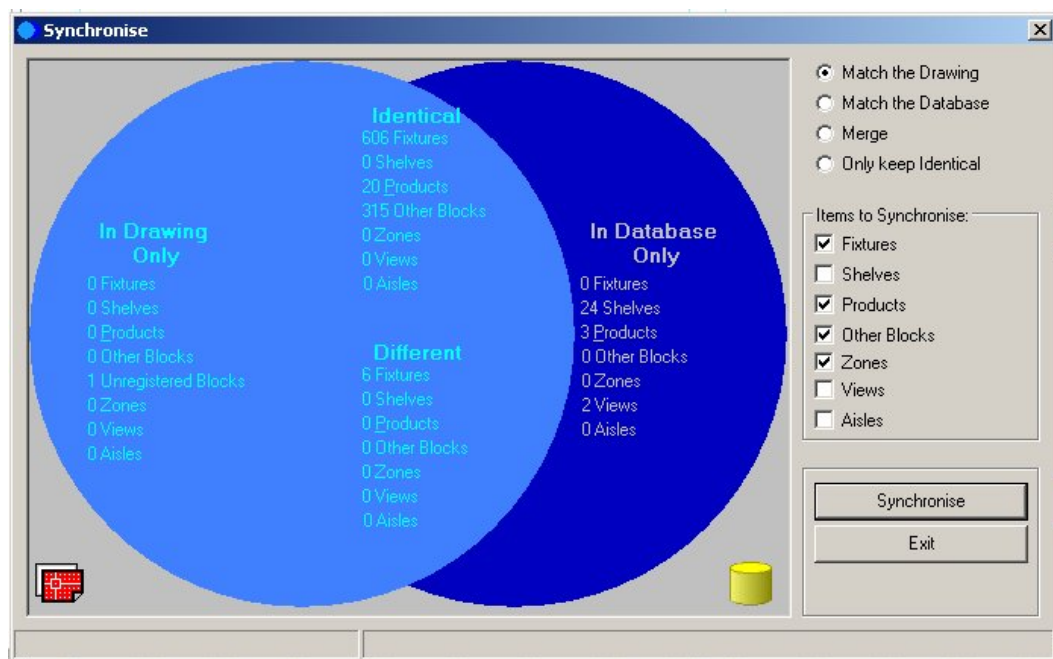 Synchronise
Identical
606 Fixtures
0 Shelves
20 Products
315 Other Blocks
0 Zones
0 Views
0 Aisles
In Drawing
Only
0 Fixtures
0 Shelves
0 Products
0 Other Blocks
1 Unregistered Blocks
0 Zones
0 Views
0 Aisles
Different
6 Fixtures
0 Shelves
0 Products
0 Other Blocks
0 Zones
0 Views
0 Aisles
In Database
Only
0 Fixtures
24 Shelves
3 Products
0 Other Blocks
0 Zones
2 Views
0 Aisles
Match the Drawing
Match the Database
Merge
Only keep Identical
Items to Synchronise:
Fixtures
Shelves
Products
Other Blocks
Zones
Views
Aisles
Synchronise
Exit